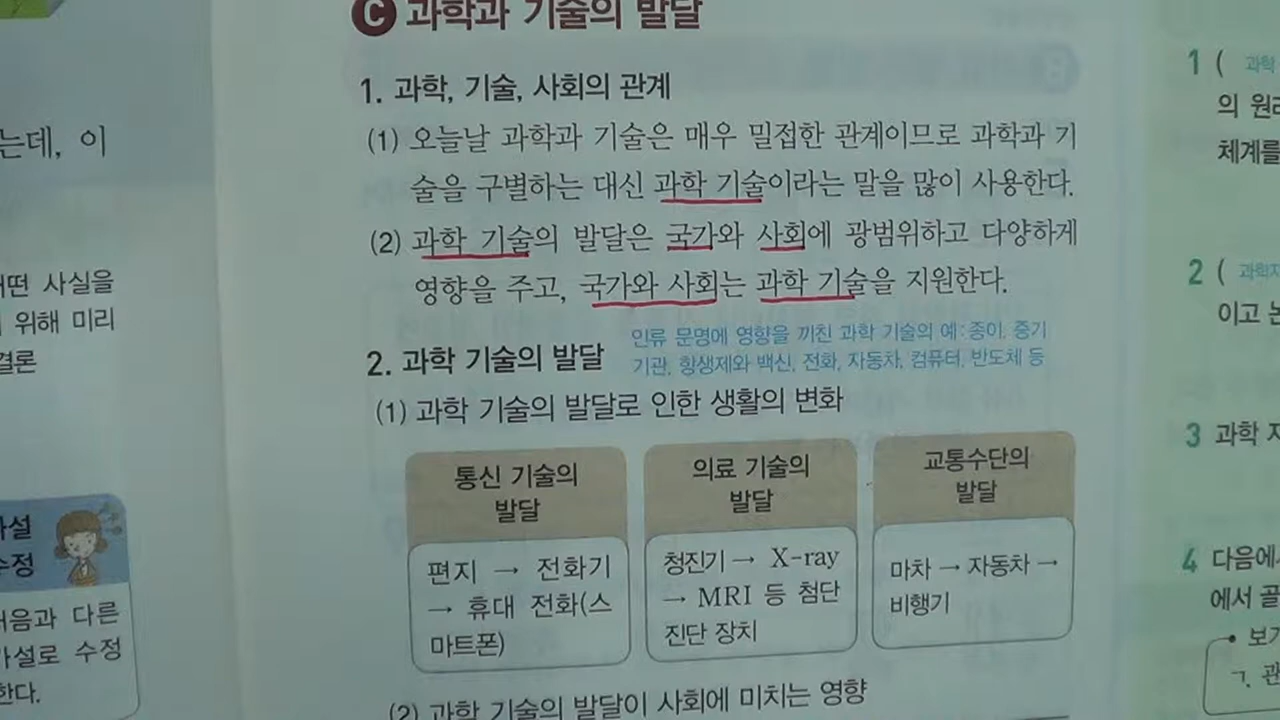 는데, 이
떤 사실을
위해 미리
결론
설
수정
음과 다른
가설로 수정
한다.
C 과학과 기술의 발달
1. 과학, 기술, 사회의 관계
(1) 오늘날 과학과 기술은 매우 밀접한 관계이므로 과학과 기
술을 구별하는 대신 과학 기술이라는 말을 많이 사용한다.
(2) 과학 기술의 발달은 국가와 사회에 광범위하고 다양하게
영향을 주고, 국가와 사회는 과학 기술을 지원한다.
2. 과학 기술의 발달
인류 문명에 영향을 끼친 과학 기술의 예: 종이, 증기
기관, 항생제와 백신, 전화, 자동차, 컴퓨터, 반도체 등
(1) 과학 기술의 발달로 인한 생활의 변화
통신 기술의
발달
편지 → 전화기
→ 휴대 전화(스
마트폰)
의료 기술의
발달
청진기 → X-ray
→ MRI 등 첨단
진단 장치
교통수단의
발달
마차 → 자동차 →
비행기
(2) 과학 기술의 발달이 사회에 미치는 영향
1 ( 과학
의 원리
체계를
2 ( 과학자
이고 논
3 과학 지
4 다음에
에서 골
• 보기
ㄱ. 관